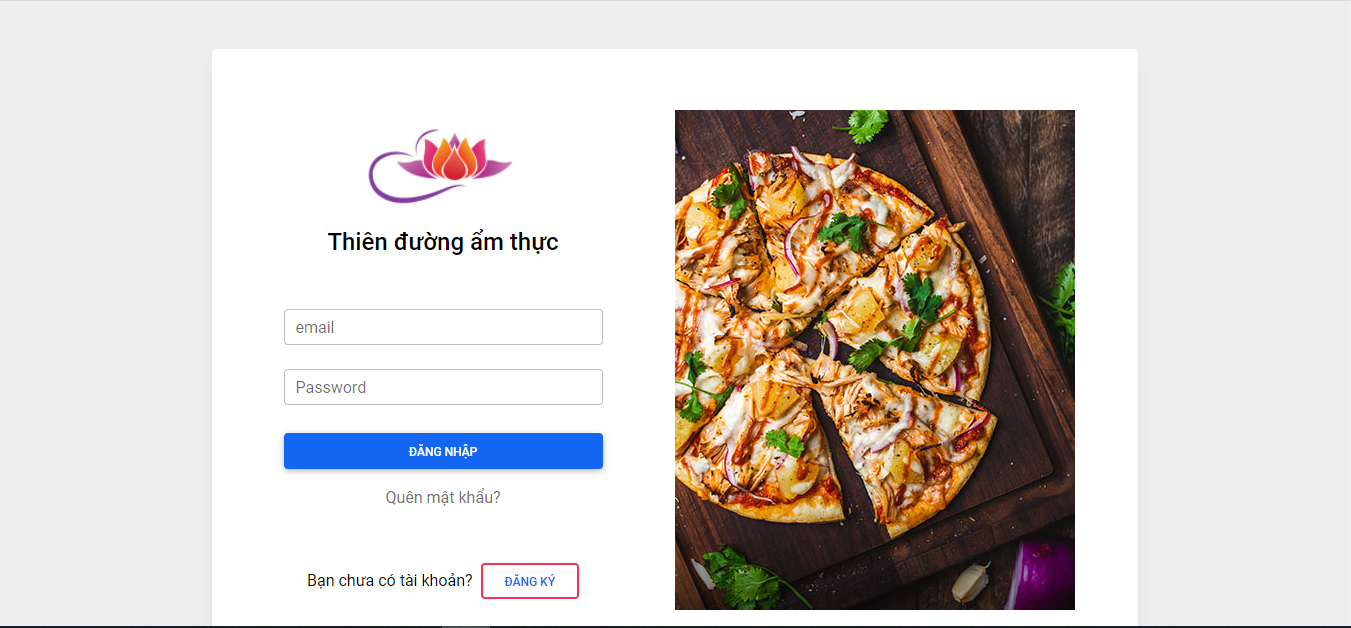 Thiên đường ẩm thực
email
Password
ĐĂNG NHẬP
Quên mật khẩu?
Bạn chưa có tài khoản? ĐĂNG KÝ